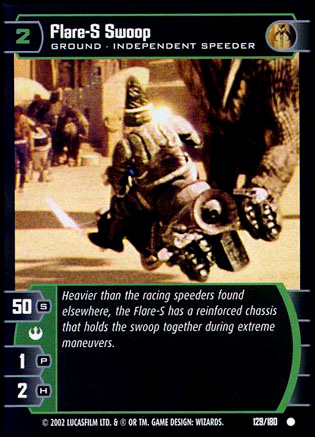 2
Flare-S Swoop
GROUND • INDEPENDENT SPEEDER
50 S
1 P
2 H
Heavier than the racing speeders found
elsewhere, the Flare-S has a reinforced chassis
that holds the swoop together during extreme
maneuvers.
© 2002 LUCASFILM LTD. & ® OR TM. GAME DESIGN: WIZARDS.
129/180